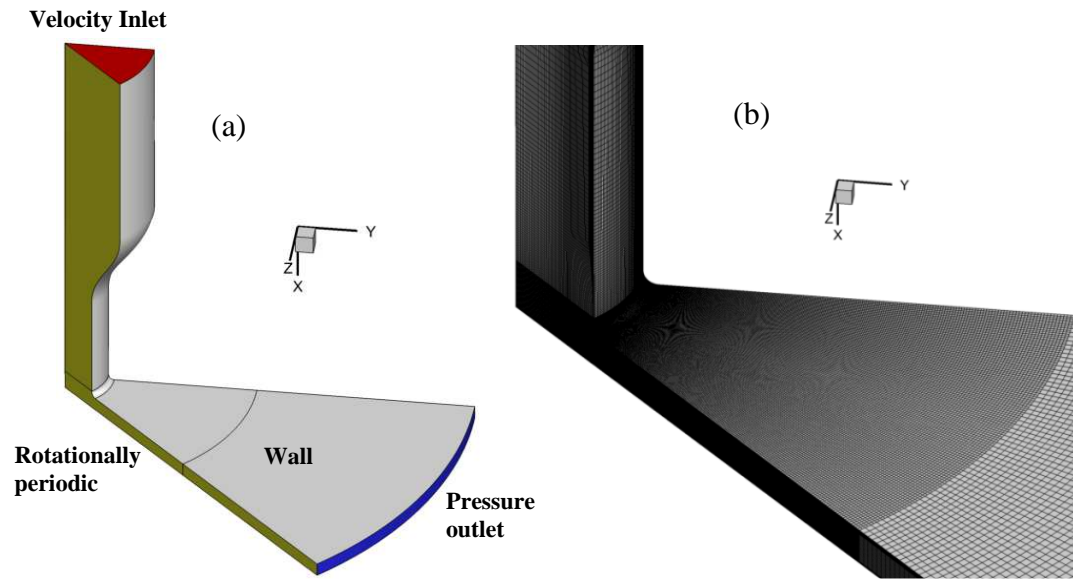 Velocity Inlet
(a)
Y
Z
X
Rotationally
periodic
Wall
Pressure
outlet
(b)
Y
Z
X